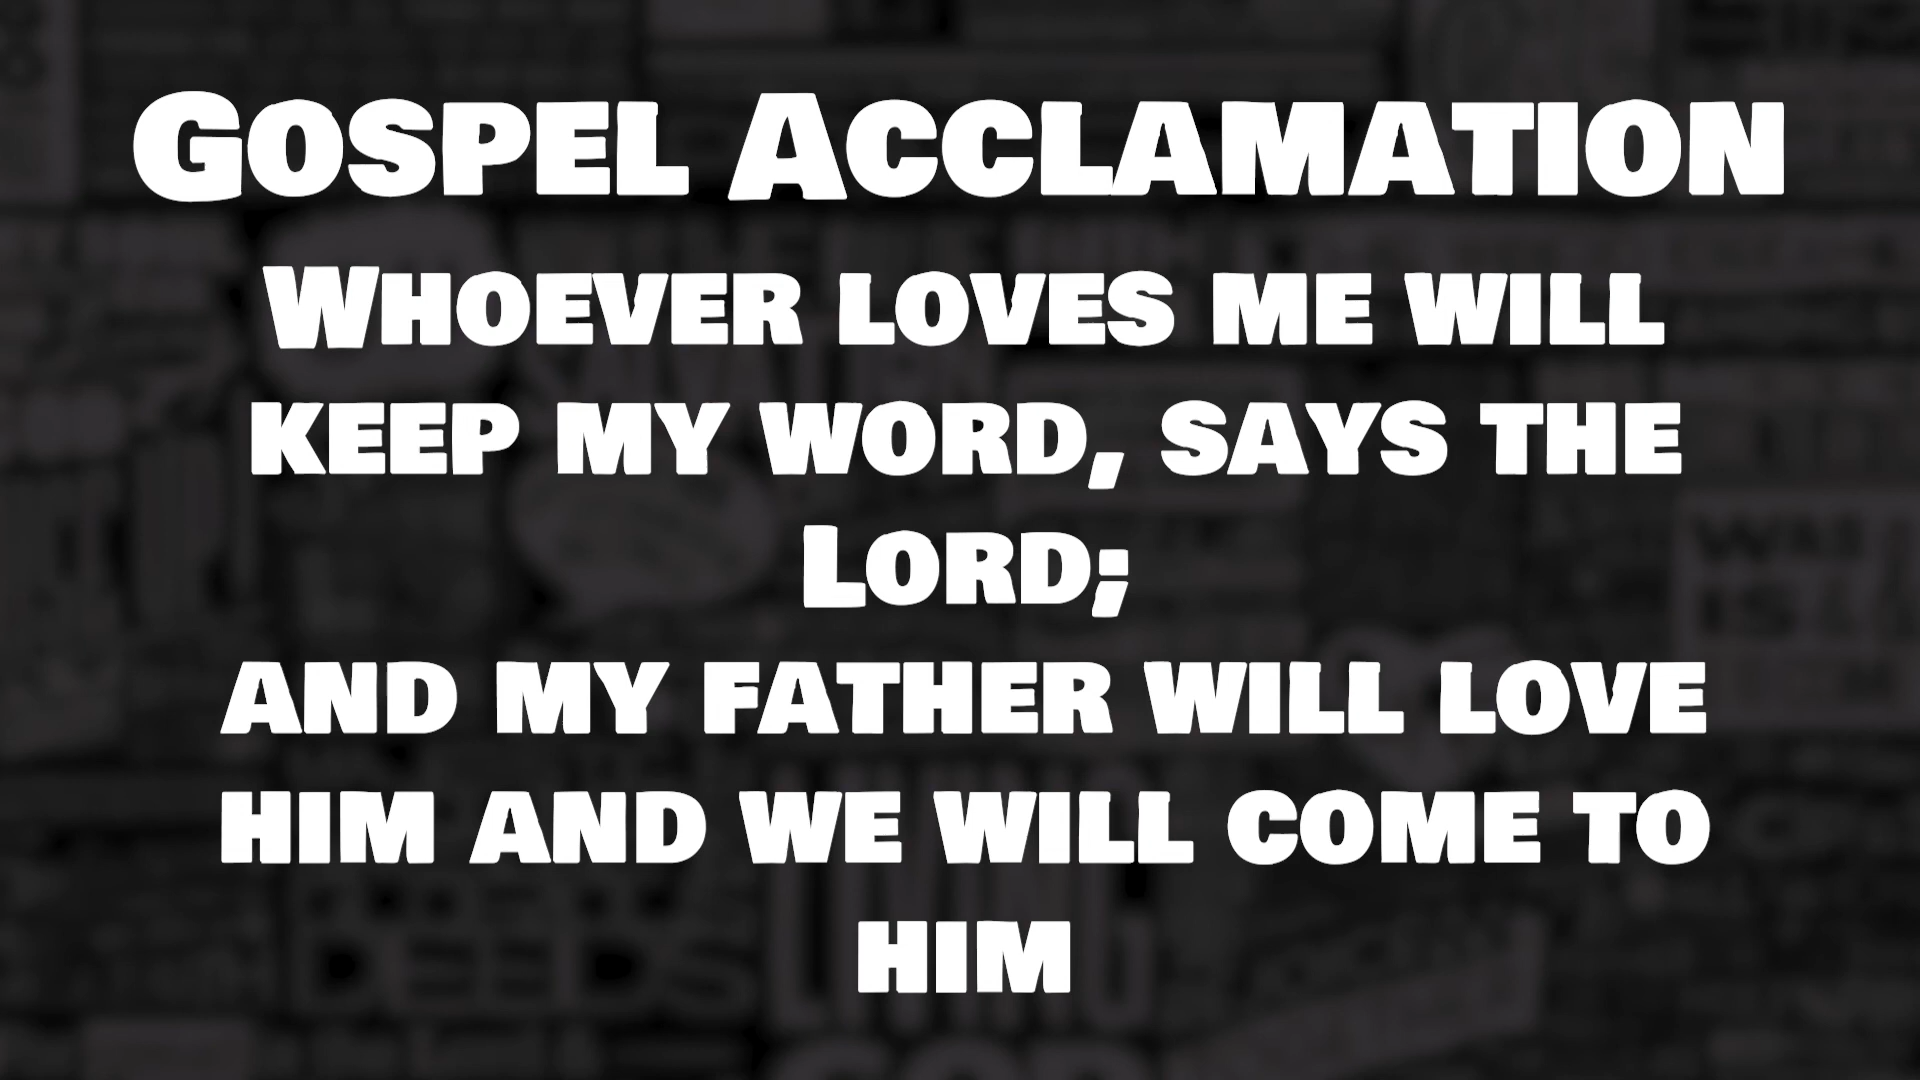 Gospel Acclamation
Whoever loves me will
keep my word, says the
Lord;
and my father will love
him and we will come to
him